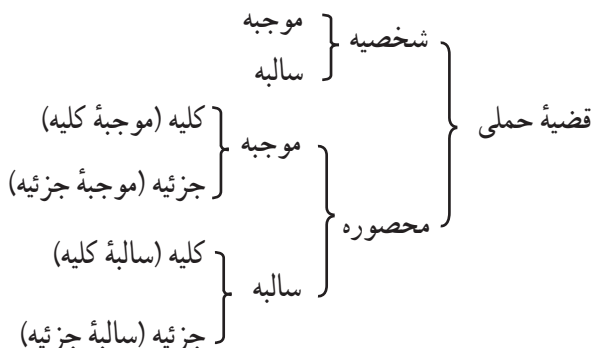 موجبه
شخصیه
سالبه
قضیهٔ حملی
کلیه (موجبهٔ کلیه)
موجبه
جزئیه (موجبهٔ جزئیه)
محصوره
کلیه (سالبهٔ کلیه)
سالبه
جزئیه (سالبهٔ جزئیه)